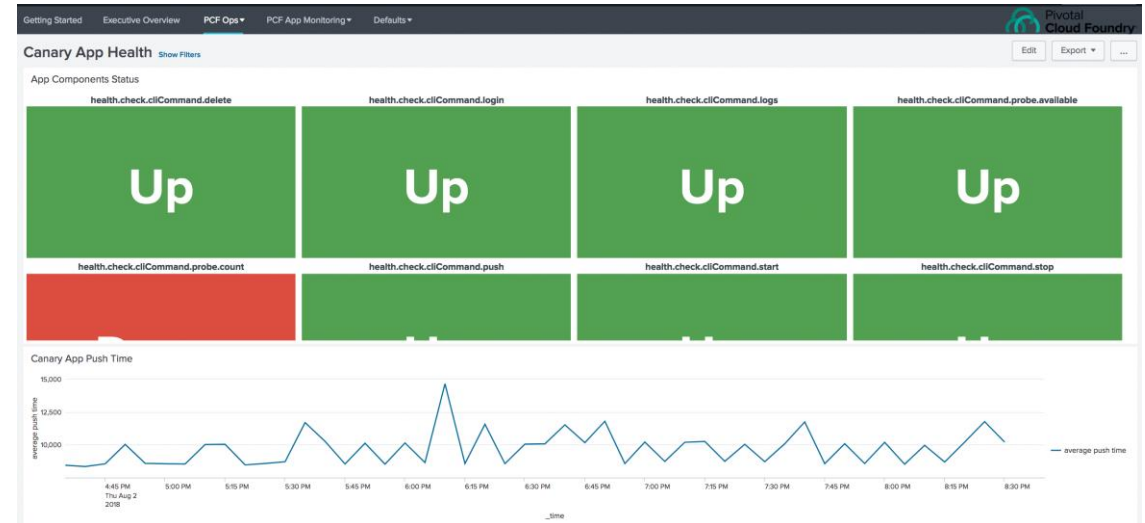 Getting Started Executive Overview PCF Ops PCF App Monitoring Defaults
Pivotal
Cloud Foundry
Canary App Health Show Filters
Edit Export ...
App Components Status
health.check.cliCommand.delete health.check.cliCommand.login health.check.cliCommand.logs health.check.cliCommand.probe.available
Up Up Up Up
health.check.cliCommand.probe.count health.check.cliCommand.push health.check.cliCommand.start health.check.cliCommand.stop
Canary App Push Time
15,000
12,500
10,000
average push time
average push time
4:45 PM 5:00 PM 5:15 PM 5:30 PM 5:45 PM 6:00 PM 6:15 PM 6:30 PM 6:45 PM 7:00 PM 7:15 PM 7:30 PM 7:45 PM 8:00 PM 8:15 PM 8:30 PM
Thu Aug 2
2018
_time